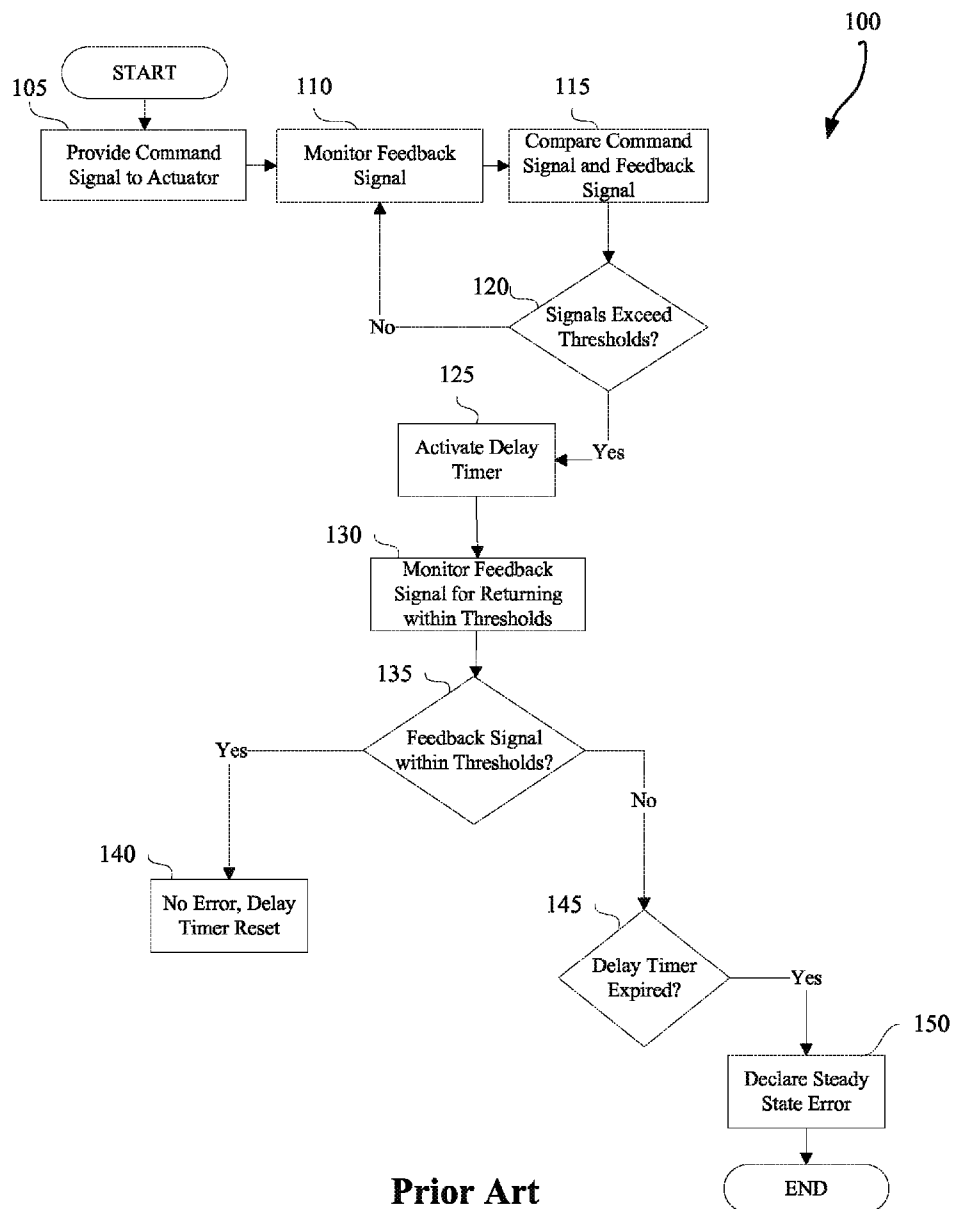 100
START
105
Provide Command
Signal to Actuator
110
Monitor Feedback
Signal
115
Compare Command
Signal and Feedback
Signal
120
Signals Exceed
Thresholds?
No
Yes
125
Activate Delay
Timer
130
Monitor Feedback
Signal for Returning
within Thresholds
135
Feedback Signal
within Thresholds?
Yes
No
140
No Error, Delay
Timer Reset
145
Delay Timer
Expired?
Yes
150
Declare Steady
State Error
END
Prior Art